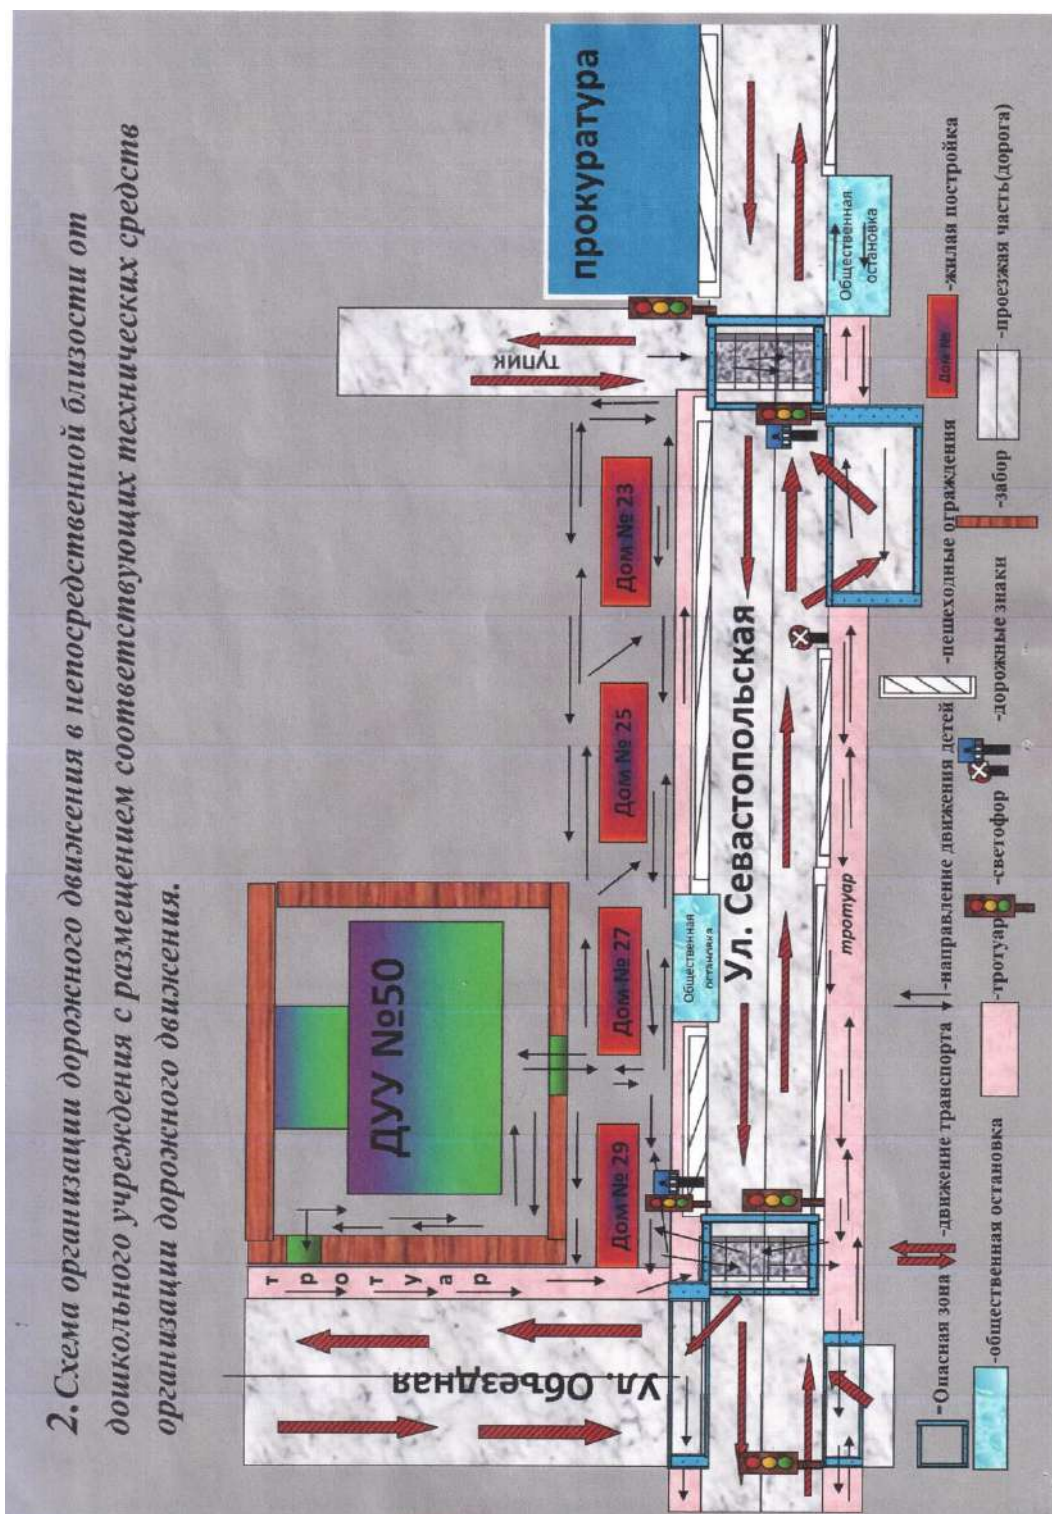 2. Схема организации дорожного движения в непосредственной близости от
дошкольного учреждения с размещением соответствующих технических средств
организации дорожного движения.
прокуратура
тупик
Общественная
остановка
Дом № 23
Дом № 25
Дом № 27
Дом № 29
ДУУ №50
Общественная
остановка
Ул. Севастопольская
тротуар
тротуар
Ул. Объездная
-Опасная зона
-движение транспорта
-направление движения детей
-пешеходные ограждения
Дом №
-жилая постройка
-общественная остановка
-тротуар
-светофор
-дорожные знаки
-забор
-проезжая часть(дорога)